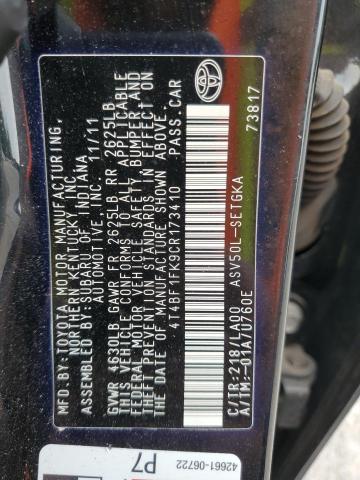 MFD. BY:TOYOTA MOTOR MANUFACTURING,
NORTHERN KENTUCKY, INC.
ASSEMBLED BY: SUBARU OF INDIANA
AUTOMOTIVE, INC. 11/11
GVWR 4630LB GAWR FR 2625LB RR 2625LB
THIS VEHICLE CONFORMS TO ALL APPLICABLE
FEDERAL MOTOR VEHICLE SAFETY, BUMPER AND
THEFT PREVENTION STANDARDS IN EFFECT ON THE DATE OF
MANUFACTURE SHOWN ABOVE.
4T4BF1FK9CR173410 PASS.CAR
C/TR:218/LA00 ASV50L-SETGKA
A/TM:-01A/U760E 73817
42661-06722
P7